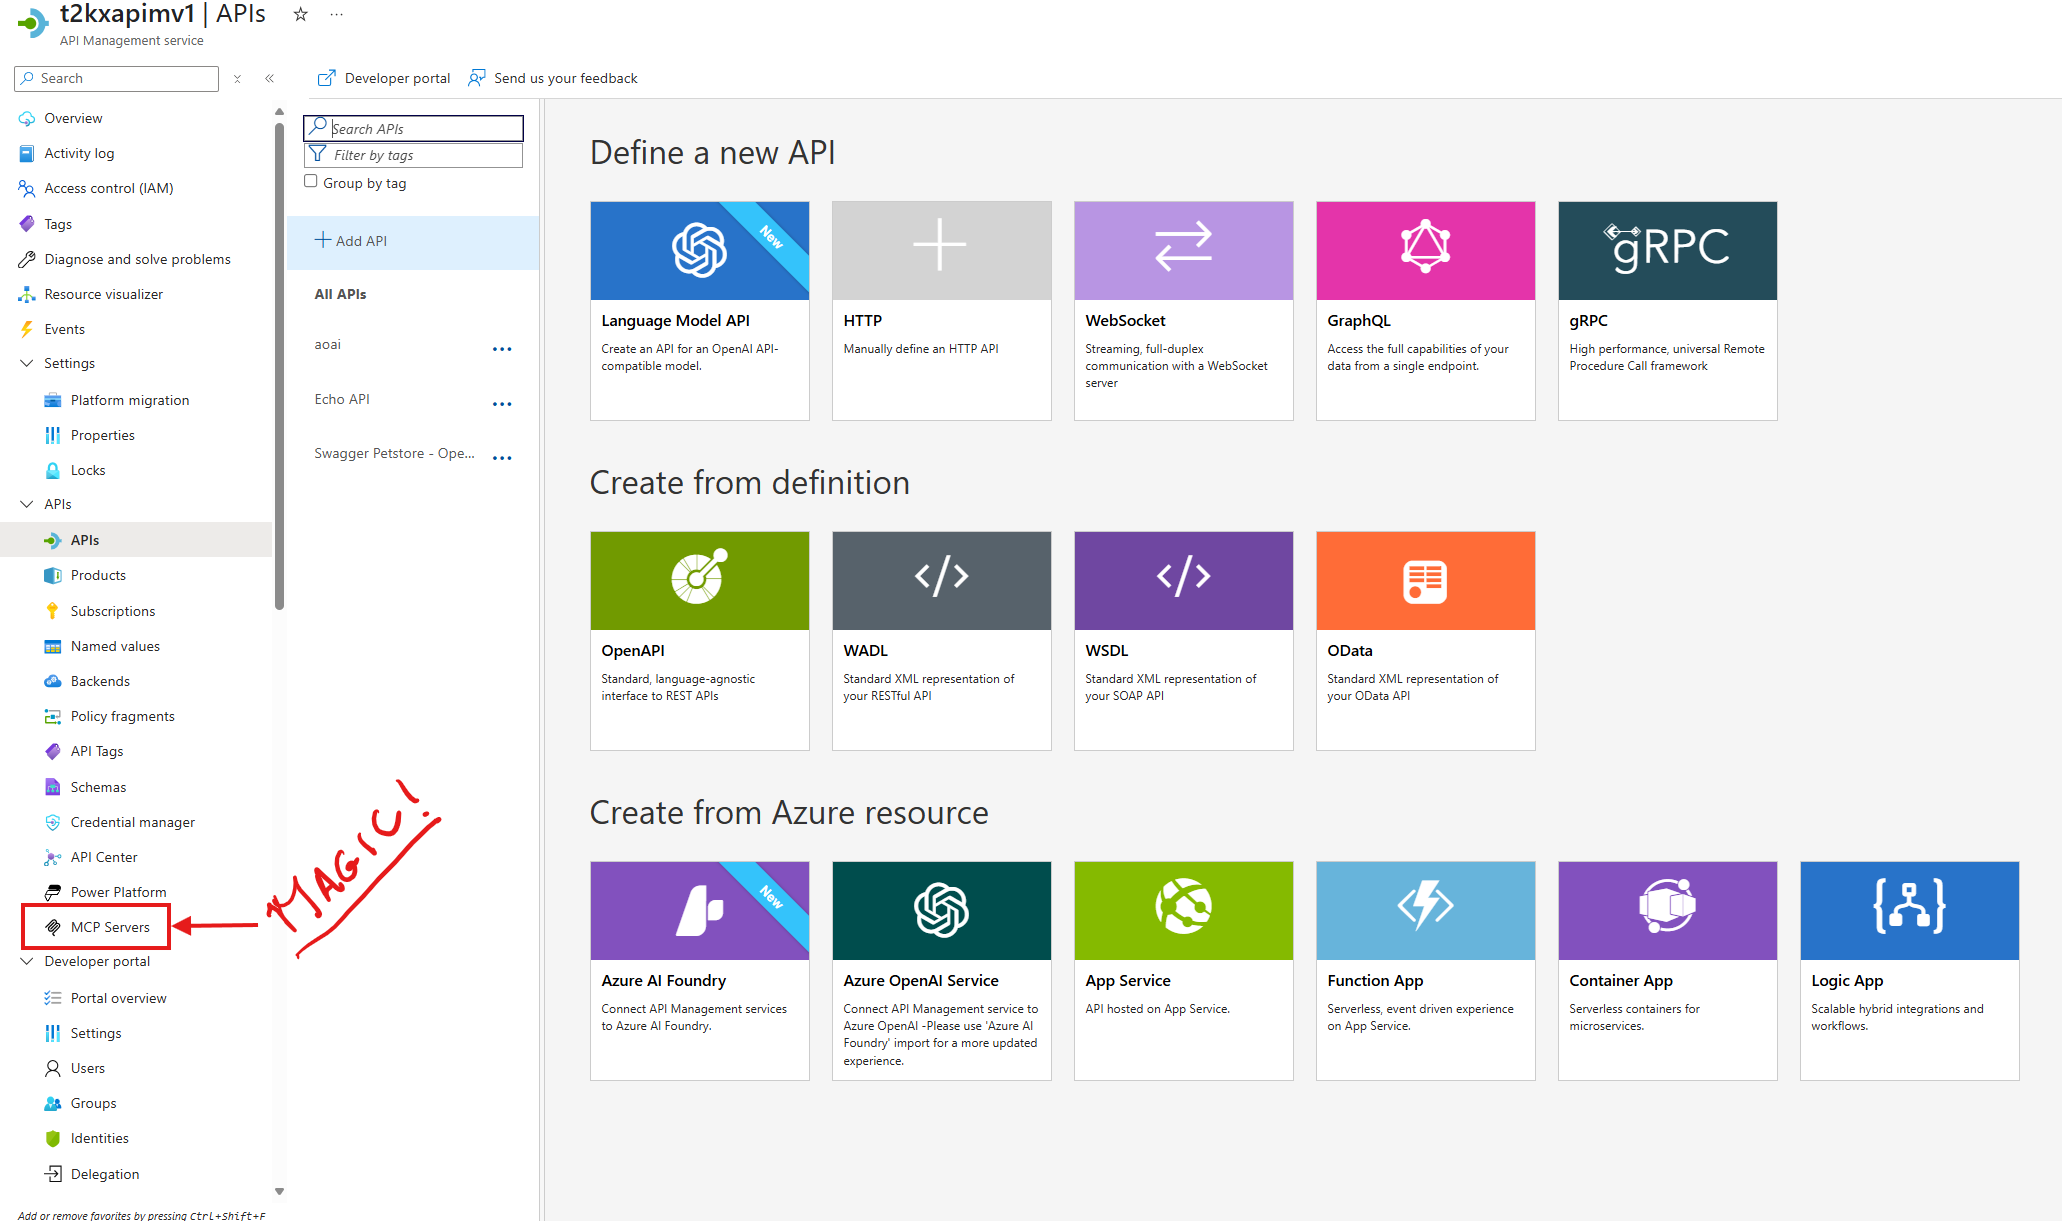 t2kxapimv1 | APIs
API Management service
Search
Developer portal
Send us your feedback
Overview
Activity log
Access control (IAM)
Tags
Diagnose and solve problems
Resource visualizer
Events
Settings
Platform migration
Properties
Locks
APIs
APIs
Products
Subscriptions
Named values
Backends
Policy fragments
API Tags
Schemas
Credential manager
API Center
Power Platform
MCP Servers
Developer portal
Portal overview
Settings
Users
Groups
Identities
Delegation
Add or remove favorites by pressing Ctrl+Shift+F
MAGIC!
Search APIs
Filter by tags
Group by tag
Add API
All APIs
aoai
Echo API
Swagger Petstore - Ope...
Define a new API
New
Language Model API
Create an API for an OpenAI API-
compatible model.
HTTP
Manually define an HTTP API
WebSocket
Streaming, full-duplex
communication with a WebSocket
server
GraphQL
Access the full capabilities of your
data from a single endpoint.
gRPC
gRPC
High performance, universal Remote
Procedure Call framework
Create from definition
OpenAPI
Standard, language-agnostic
interface to REST APIs
WADL
Standard XML representation of
your RESTful API
WSDL
Standard XML representation of
your SOAP API
OData
Standard XML representation of
your OData API
Create from Azure resource
New
Azure AI Foundry
Connect API Management services
to Azure AI Foundry.
Azure OpenAI Service
Connect API Management service to
Azure OpenAI -Please use 'Azure AI
Foundry' import for a more updated
experience.
App Service
API hosted on App Service.
Function App
Serverless, event driven experience
on App Service.
Container App
Serverless containers for
microservices.
Logic App
Scalable hybrid integrations and
workflows.